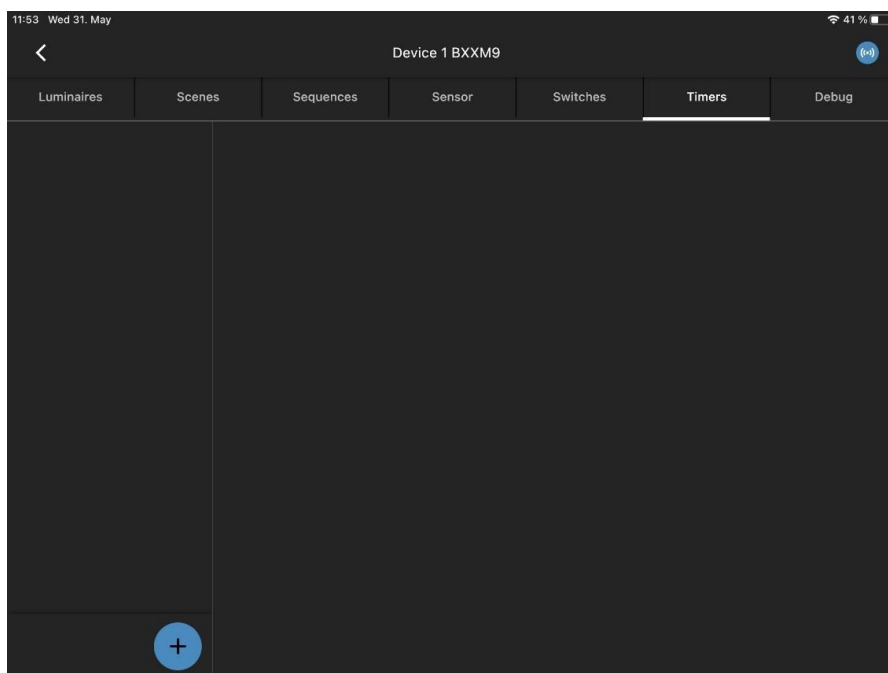 11:53 Wed 31. May 41 %
Device 1 BXXM9
Luminaires Scenes Sequences Sensor Switches Timers Debug
+